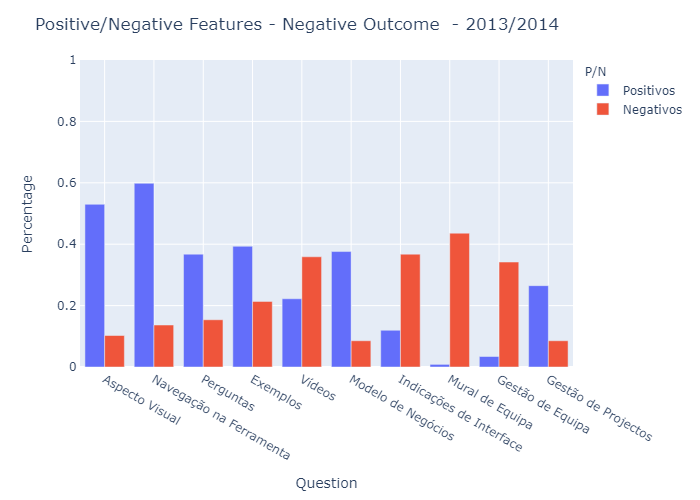 Positive/Negative Features - Negative Outcome  - 2013/2014
P/N
Positivos
Negativos
Percentage
1
0.8
0.6
0.4
0.2
0
Aspecto Visual
Navegação na Ferramenta
Perguntas
Exemplos
Vídeos
Modelo de Negócios
Indicações de Interface
Mural de Equipa
Gestão de Equipa
Gestão de Projectos
Question